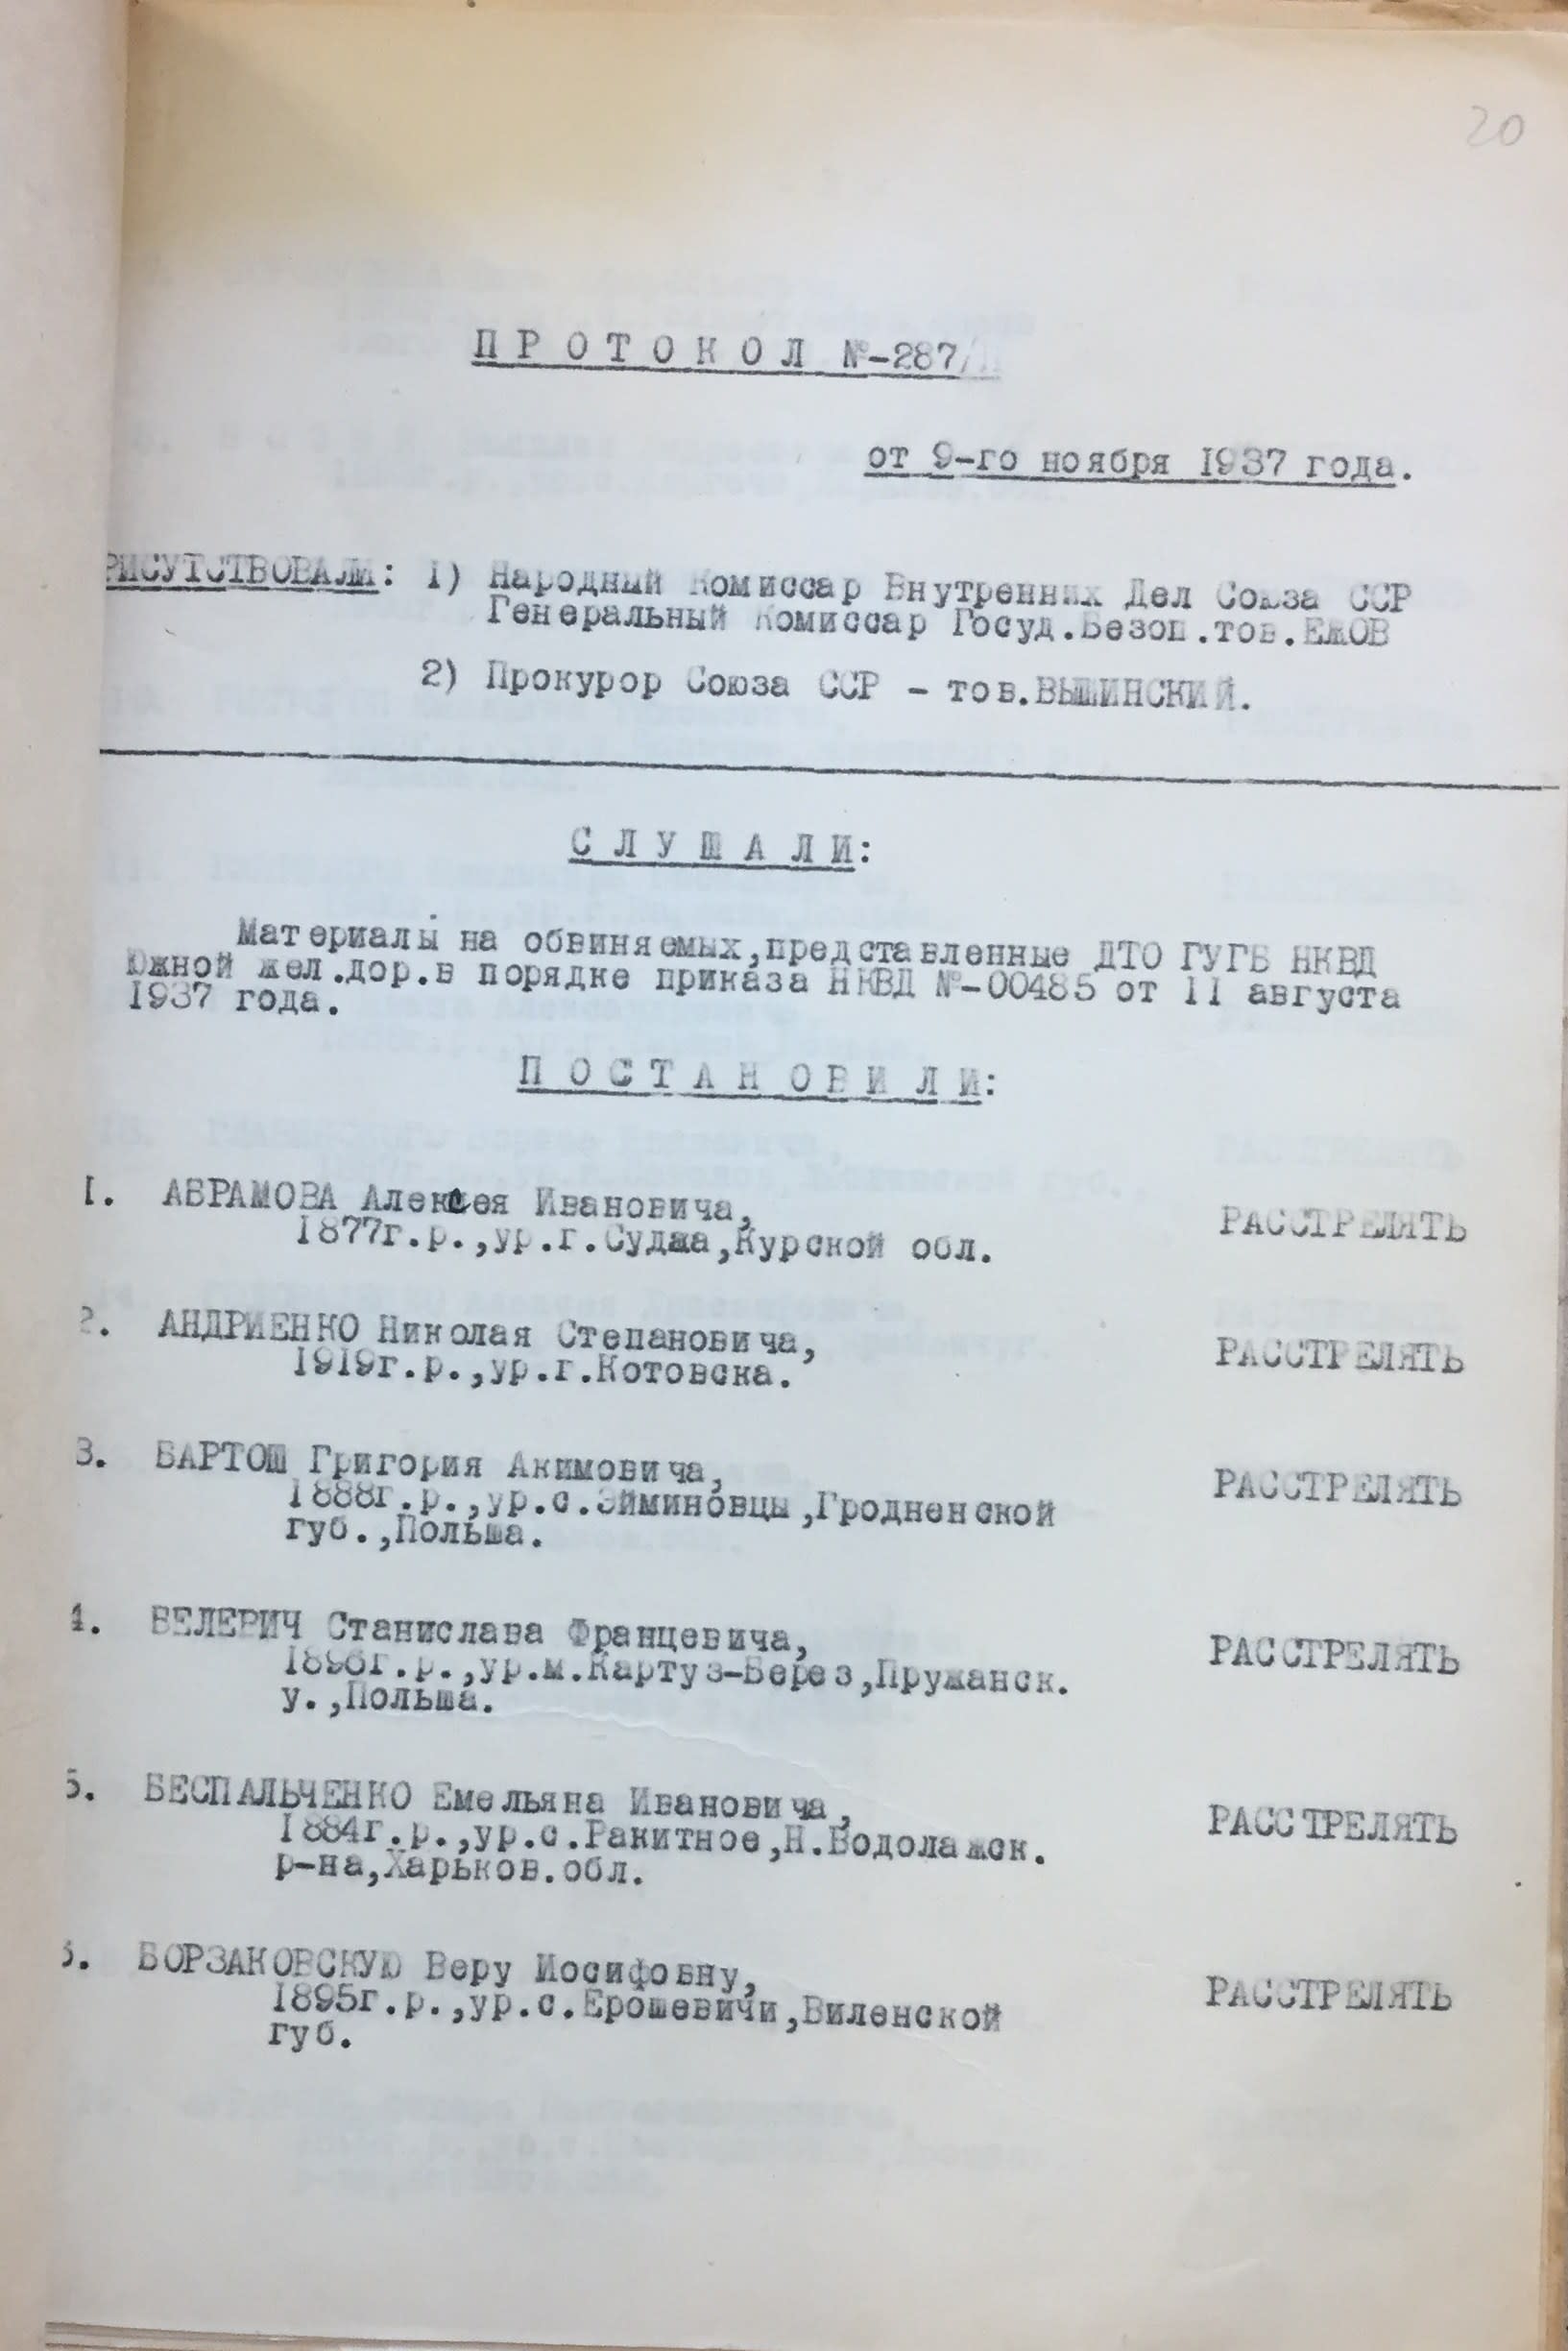 20
П Р О Т О К О Л №-287/П
от 9-го ноября 1937 года.
РИСУТСТВОВАЛИ: 1) Народный Комиссар Внутренних Дел Союза ССР
Генеральный Комиссар Госуд.Безоп.тов.ЕЖОВ
2) Прокурор Союза ССР - тов.ВЫШИНСКИЙ.
С Л У Ш А Л И:
Материалы на обвиняемых,представленные ДТО ГУГБ НКВД
Южной жел.дор.в порядке приказа НКВД №-00485 от 11 августа
1937 года.
П О С Т А Н О В И Л И:
1. АБРАМОВА Алексея Ивановича,
1877г.р.,ур.г.Суджа,Курской обл. РАССТРЕЛЯТЬ
2. АНДРИЕНКО Николая Степановича,
1919г.р.,ур.г.Котовска. РАССТРЕЛЯТЬ
3. БАРТОШ Григория Акимовича,
1888г.р.,ур.с.Эйминовцы,Гродненской РАССТРЕЛЯТЬ
губ.,Польша.
4. ВЕЛЕРИЧ Станислава Францевича,
1896г.р.,ур.м.Картуз-Берез,Пружанск. РАССТРЕЛЯТЬ
у.,Польша.
5. БЕСПАЛЬЧЕНКО Емельяна Ивановича,
1884г.р.,ур.с.Ракитное,Н.Водолажск. РАССТРЕЛЯТЬ
р-на,Харьков.обл.
6. БОРЗАКОВСКУЮ Веру Иосифовну,
1895г.р.,ур.с.Ерошевичи,Виленской РАССТРЕЛЯТЬ
губ.